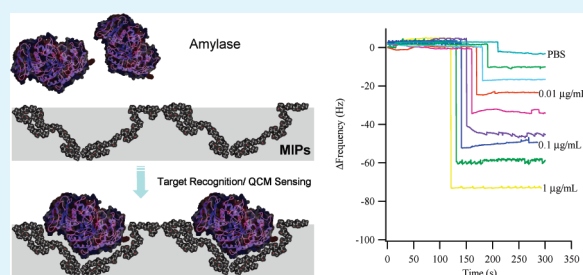 Amylase
MIPs
Target Recognition/ QCM Sensing
ΔFrequency (Hz)
20
0
-20
-40
-60
-80
-100
PBS
0.01 μg/mL
0.1 μg/mL
1 μg/mL
0 50 100 150 200 250 300 350
Time (s)